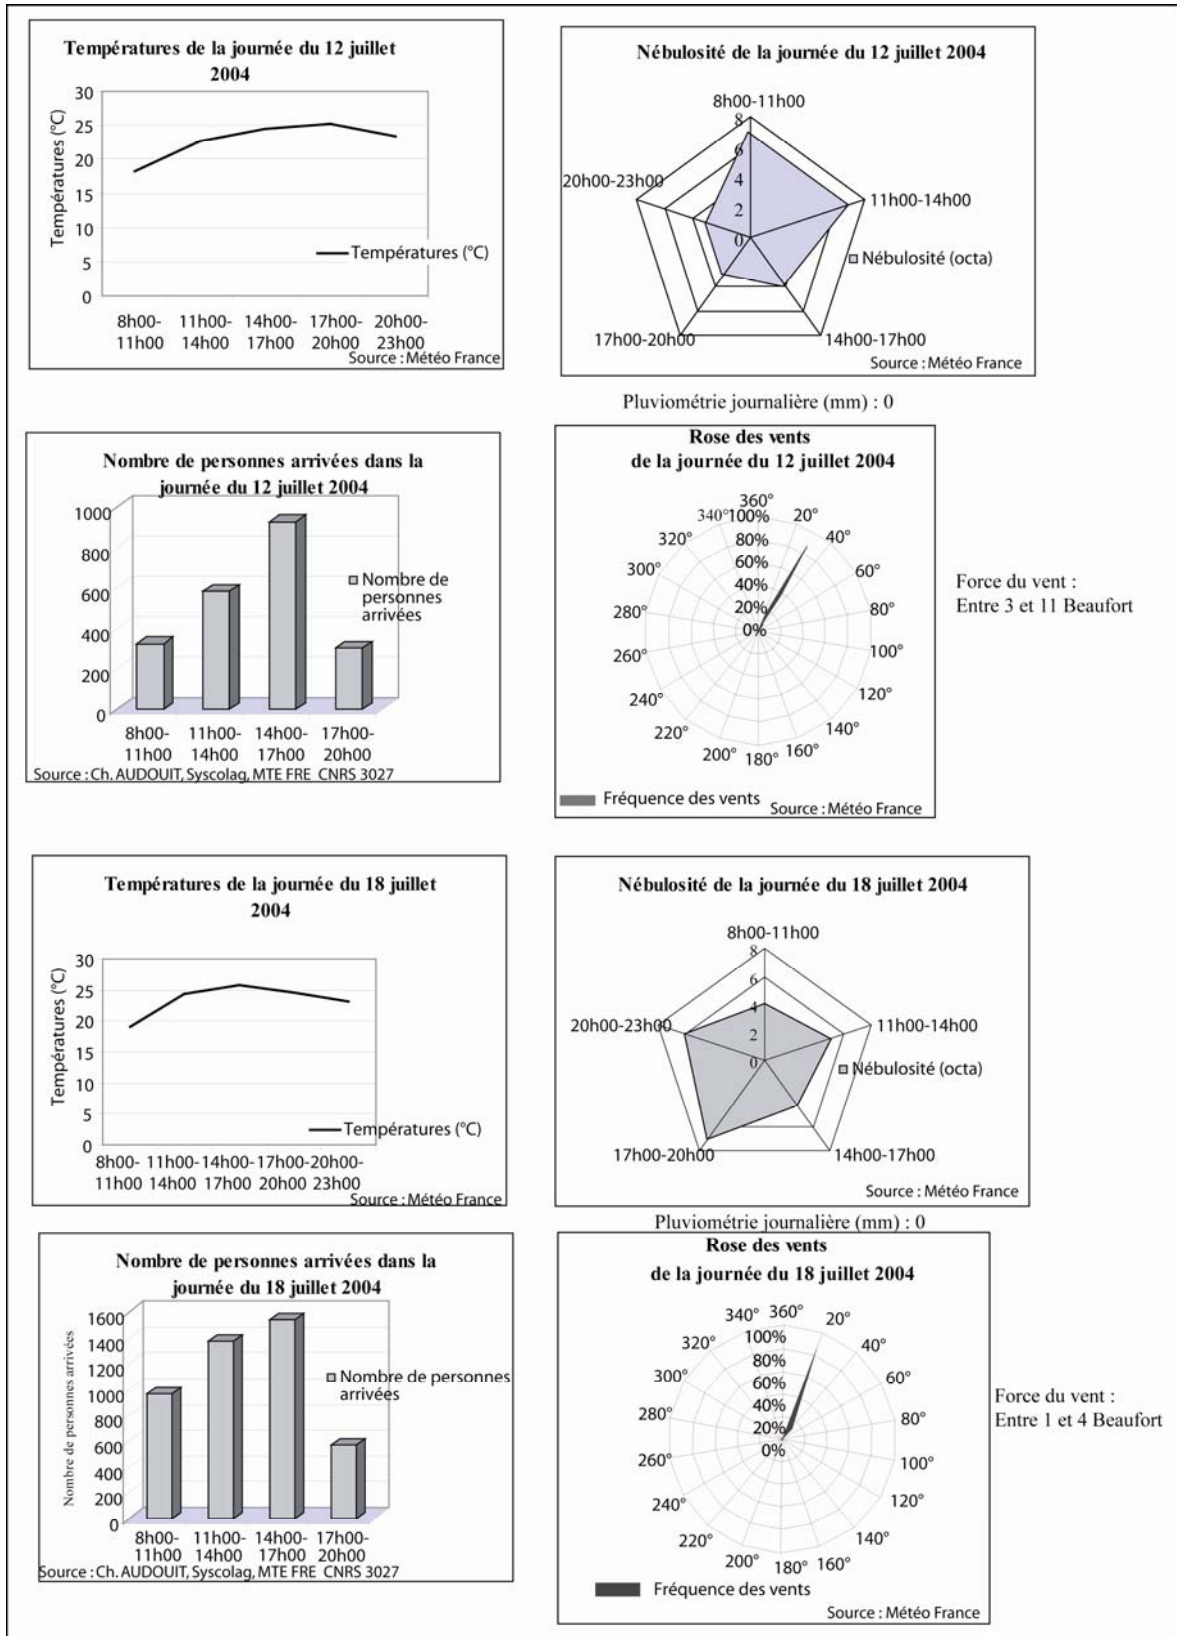 Températures de la journée du 12 juillet
2004
Températures (°C)
30
25
20
15
10
5
0
Températures (°C)
8h00-
11h00
11h00-
14h00
14h00-
17h00
17h00-
20h00
20h00-
23h00
Source : Météo France
Nébulosité de la journée du 12 juillet 2004
8h00-11h00
8
6
4
2
0
20h00-23h00
11h00-14h00
Nébulosité (octa)
17h00-20h00
14h00-17h00
Source : Météo France
Pluviométrie journalière (mm) : 0
Nombre de personnes arrivées dans la
journée du 12 juillet 2004
1000
800
600
400
200
0
Nombre de
personnes
arrivées
8h00-
11h00
11h00-
14h00
14h00-
17h00
17h00-
20h00
Source : Ch. AUDOUIT, Syscolag, MTE FRE CNRS 3027
Rose des vents
de la journée du 12 juillet 2004
360°
20°
40°
60°
80°
100°
120°
140°
160°
180°
200°
220°
240°
260°
280°
300°
320°
340°
100%
80%
60%
40%
20%
0%
Fréquence des vents
Source : Météo France
Force du vent :
Entre 3 et 11 Beaufort
Températures de la journée du 18 juillet
2004
Températures (°C)
30
25
20
15
10
5
0
Températures (°C)
8h00-
11h00
11h00-
14h00
14h00-
17h00
17h00-
20h00
20h00-
23h00
Source : Météo France
Nébulosité de la journée du 18 juillet 2004
8h00-11h00
8
6
4
2
0
20h00-23h00
11h00-14h00
Nébulosité (octa)
17h00-20h00
14h00-17h00
Source : Météo France
Pluviométrie journalière (mm) : 0
Nombre de personnes arrivées dans la
journée du 18 juillet 2004
Nombre de personnes arrivées
1600
1400
1200
1000
800
600
400
200
0
Nombre de personnes
arrivées
8h00-
11h00
11h00-
14h00
14h00-
17h00
17h00-
20h00
Source : Ch. AUDOUIT, Syscolag, MTE FRE CNRS 3027
Rose des vents
de la journée du 18 juillet 2004
360°
20°
40°
60°
80°
100°
120°
140°
160°
180°
200°
220°
240°
260°
280°
300°
320°
340°
100%
80%
60%
40%
20%
0%
Fréquence des vents
Source : Météo France
Force du vent :
Entre 1 et 4 Beaufort